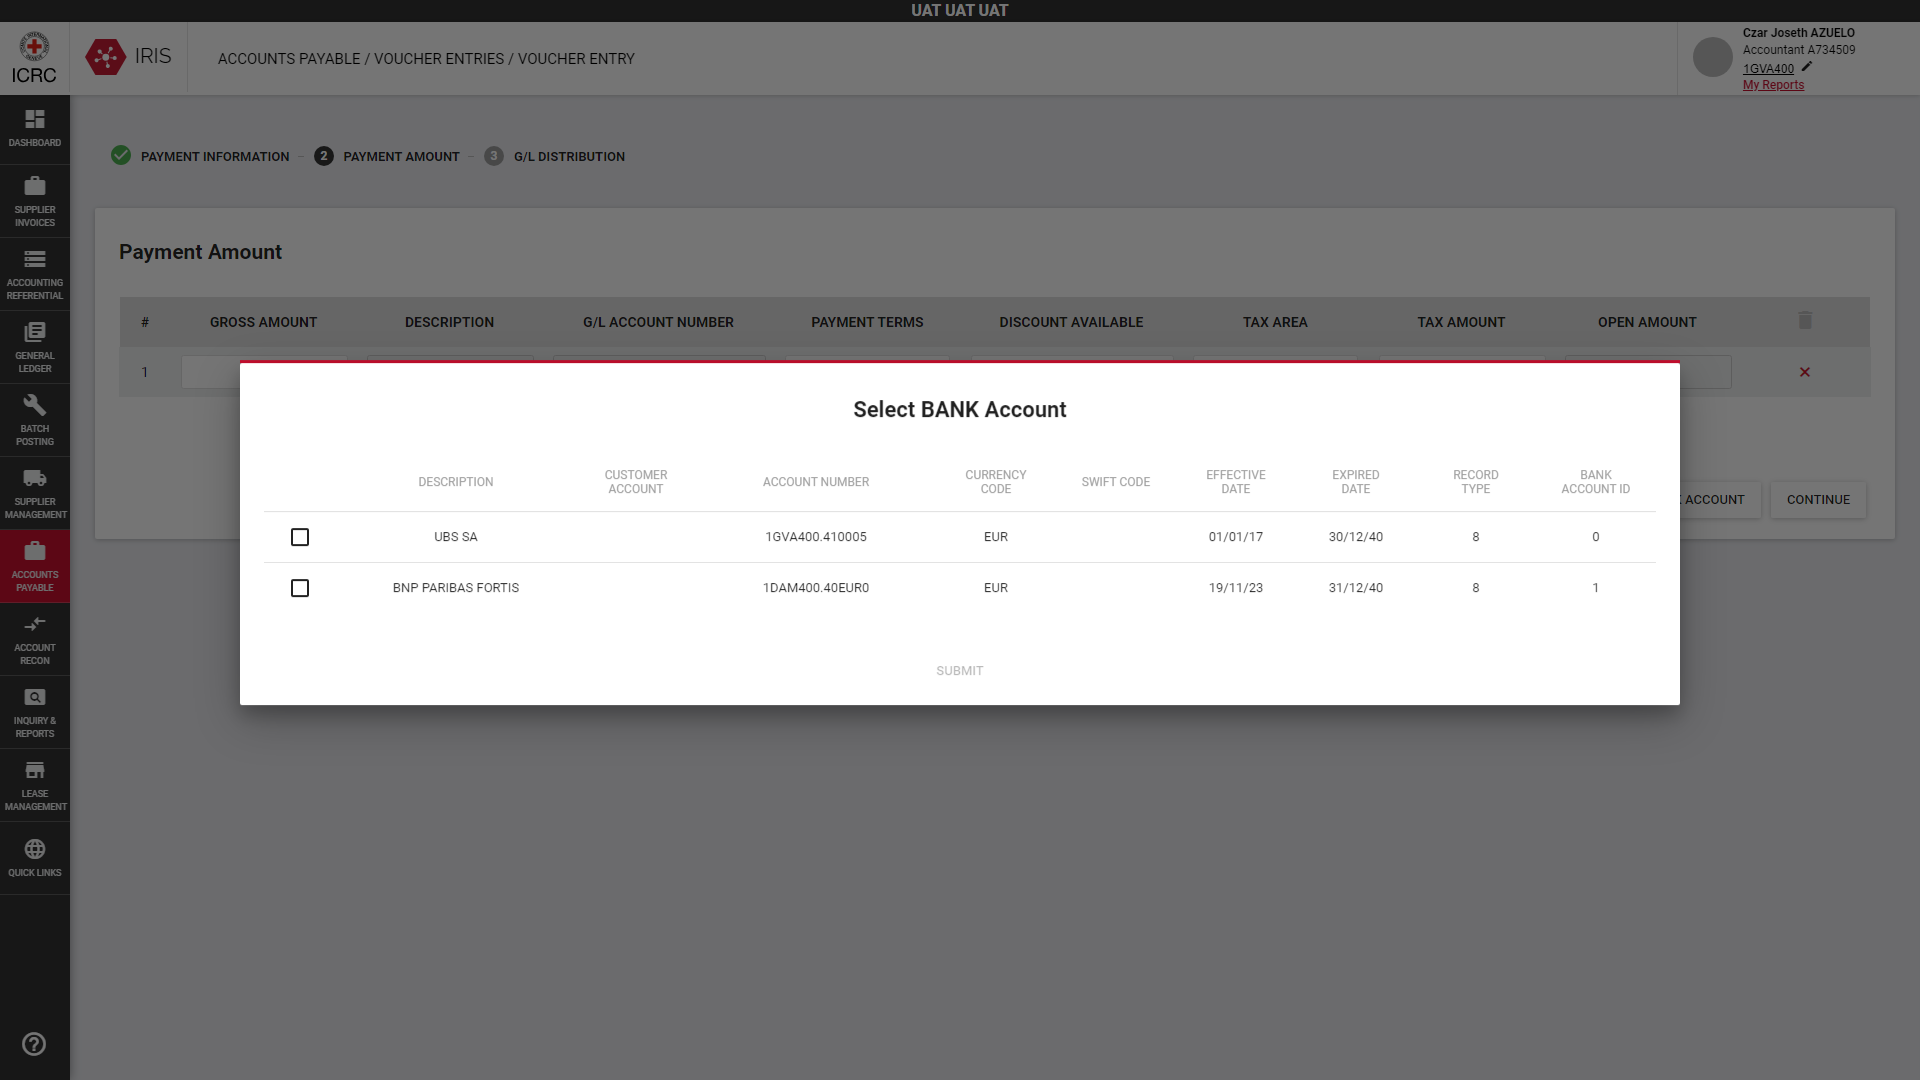 UAT UAT UAT
ICRC
IRIS
ACCOUNTS PAYABLE / VOUCHER ENTRIES / VOUCHER ENTRY
Czar Joseth AZUELO
Accountant A734509
1GVA400
My Reports
DASHBOARD
SUPPLIER
INVOICES
ACCOUNTING
REFERENTIAL
GENERAL
LEDGER
BATCH
POSTING
SUPPLIER
MANAGEMENT
ACCOUNTS
PAYABLE
ACCOUNT
RECON
INQUIRY &
REPORTS
LEASE
MANAGEMENT
QUICK LINKS
PAYMENT INFORMATION – 2 PAYMENT AMOUNT – 3 G/L DISTRIBUTION
Payment Amount
# GROSS AMOUNT DESCRIPTION G/L ACCOUNT NUMBER PAYMENT TERMS DISCOUNT AVAILABLE TAX AREA TAX AMOUNT OPEN AMOUNT
1
ACCOUNT CONTINUE
Select BANK Account
DESCRIPTION CUSTOMER ACCOUNT ACCOUNT NUMBER CURRENCY CODE SWIFT CODE EFFECTIVE DATE EXPIRED DATE RECORD TYPE BANK ACCOUNT ID
UBS SA 1GVA400.410005 EUR 01/01/17 30/12/40 8 0
BNP PARIBAS FORTIS 1DAM400.40EUR0 EUR 19/11/23 31/12/40 8 1
SUBMIT